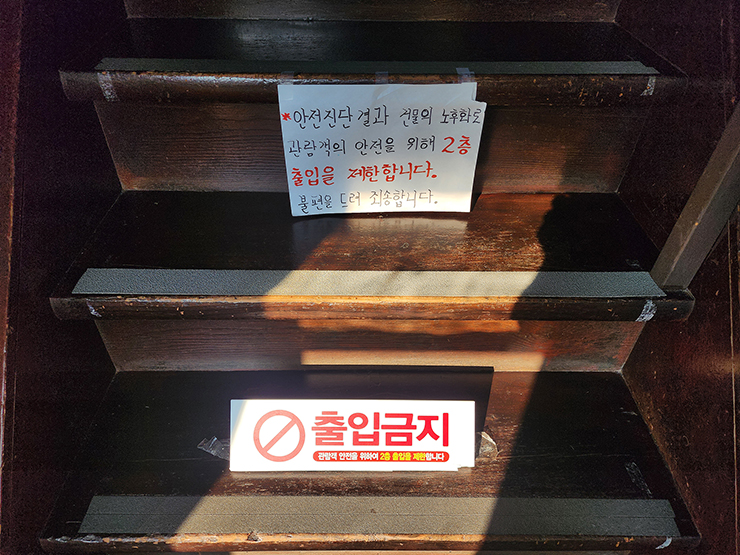 *안전진단결과 건물의 노후화로
관람객의 안전을 위해 2층
출입을 제한합니다.
불편을 드려 죄송합니다.
출입금지
관람객 안전을 위하여 2층 출입을 제한합니다